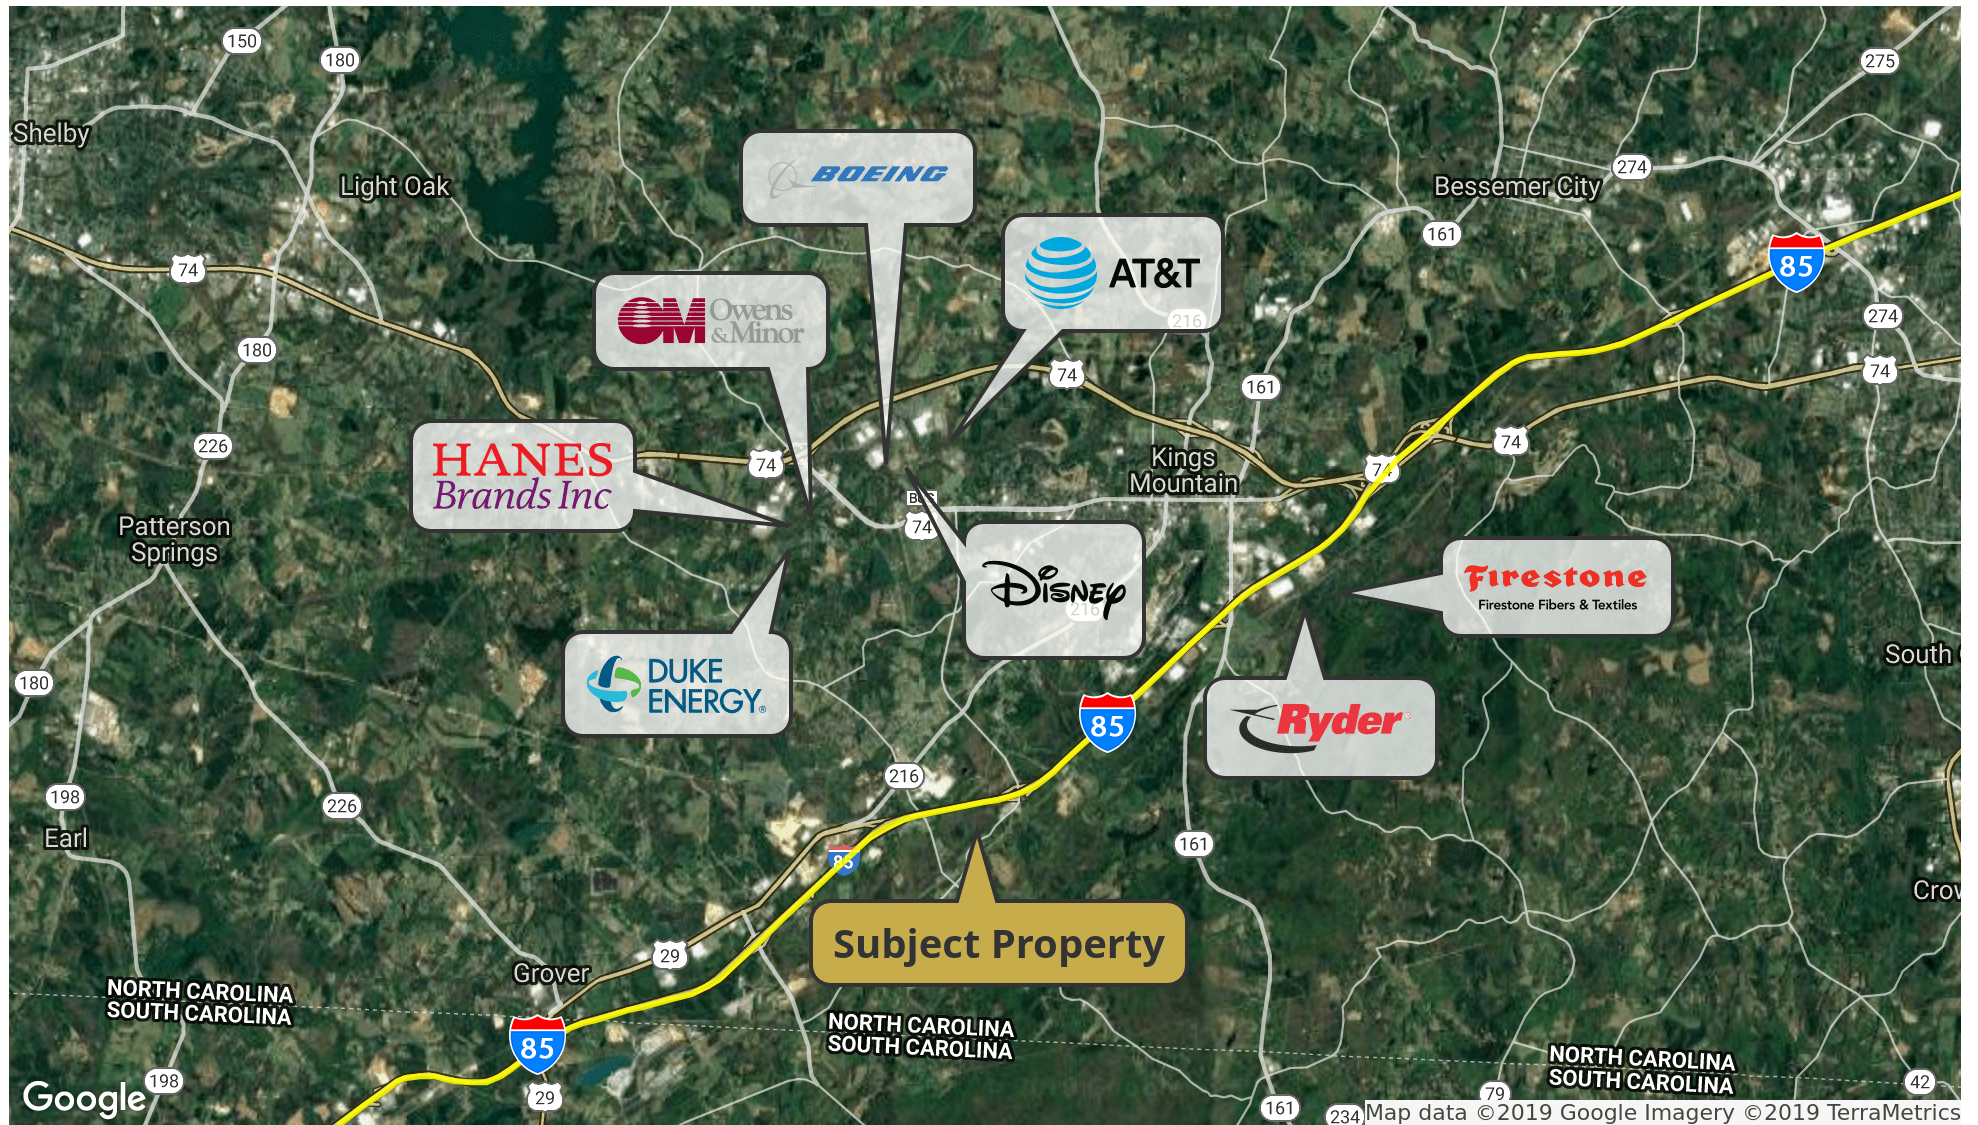 150
180
275
Shelby
BOEING
274
Light Oak
Bessemer City
161
AT&T
85
74
Owens
& Minor
OM
216
274
180
74
74
161
HANES
Brands Inc
226
74
74
74
Kings
Mountain
BUS
74
Patterson
Springs
Disney
216
Firestone
Firestone Fibers & Textiles
DUKE
ENERGY®
South
180
85
Ryder
216
198
226
Earl
161
85
Subject Property
29
Grover
NORTH CAROLINA
SOUTH CAROLINA
NORTH CAROLINA
SOUTH CAROLINA
85
NORTH CAROLINA
SOUTH CAROLINA
Google
198
29
161
234
79
42
Map data ©2019 Google Imagery ©2019 TerraMetrics